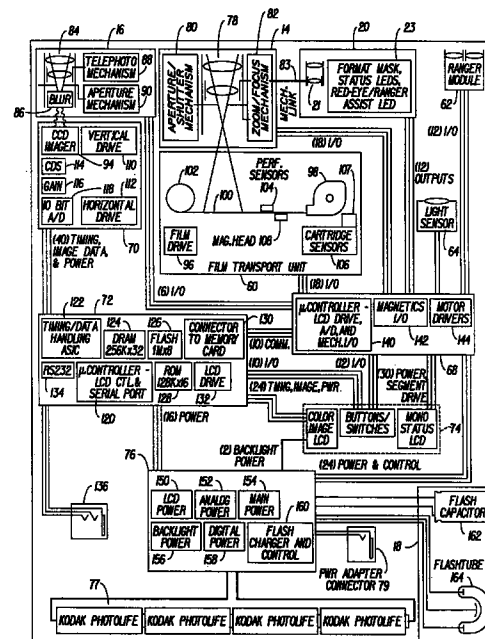 84
16
TELEPHOTO
MECHANISM
88
APERTURE
MECHANISM
90
BLUR
86
80
78
82
14
APERTURE/
SHUTTER
MECHANISM
ZOOM/FOCUS
MECHANISM
83
MECH.
LINK
20
23
21
FORMAT MASK,
STATUS LEDS,
RED-EYE/RANGER
ASSIST LED
RANGER
MODULE
62
(12) I/O
(18) I/O
(12)
OUTPUTS
LIGHT
SENSOR
64
CCD
IMAGER
VERTICAL
DRIVE
94
110
CDS
114
112
GAIN
116
118
10 BIT
A/D
HORIZONTAL
DRIVE
70
(40) TIMING,
IMAGE DATA,
& POWER
102
100
PERF.
SENSORS
104
98
107
MAG.HEAD 108
FILM
DRIVE
96
CARTRIDGE
SENSORS
106
FILM TRANSPORT UNIT
60
(6) I/O
(18) I/O
122
72
TIMING/DATA
HANDLING
ASIC
124
DRAM
256KX32
126
FLASH
1MX8
130
CONNECTOR
TO MEMORY
CARD
RS232
134
μCONTROLLER-
LCD CTL&
SERIAL PORT
120
ROM
128KX16
128
LCD
DRIVE
132
(10) COMM.
(10) I/O
μCONTROLLER-
LCD DRIVE,
A/D,AND
MECH.I/O
140
MAGNETICS
I/O
142
MOTOR
DRIVERS
144
68
(12) I/O
(30) POWER,
SEGMENT
DRIVE
(24) TMNG,IMAGE,PWR.
(16) POWER
COLOR
IMAGE
LCD
BUTTONS/
SWITCHES
MONO
STATUS
LCD
74
(2) BACKLIGHT
POWER
(24) POWER & CONTROL
76
150
LCD
POWER
152
ANALOG
POWER
154
MAIN
POWER
160
BACKLIGHT
POWER
156
DIGITAL
POWER
158
FLASH
CHARGER AND
CONTROL
136
PWR ADAPTER
CONNECTOR 79
18
FLASH
CAPACITOR
162
FLASHTUBE
164
77
KODAK PHOTOLIFE
KODAK PHOTOLIFE
KODAK PHOTOLIFE
KODAK PHOTOLIFE